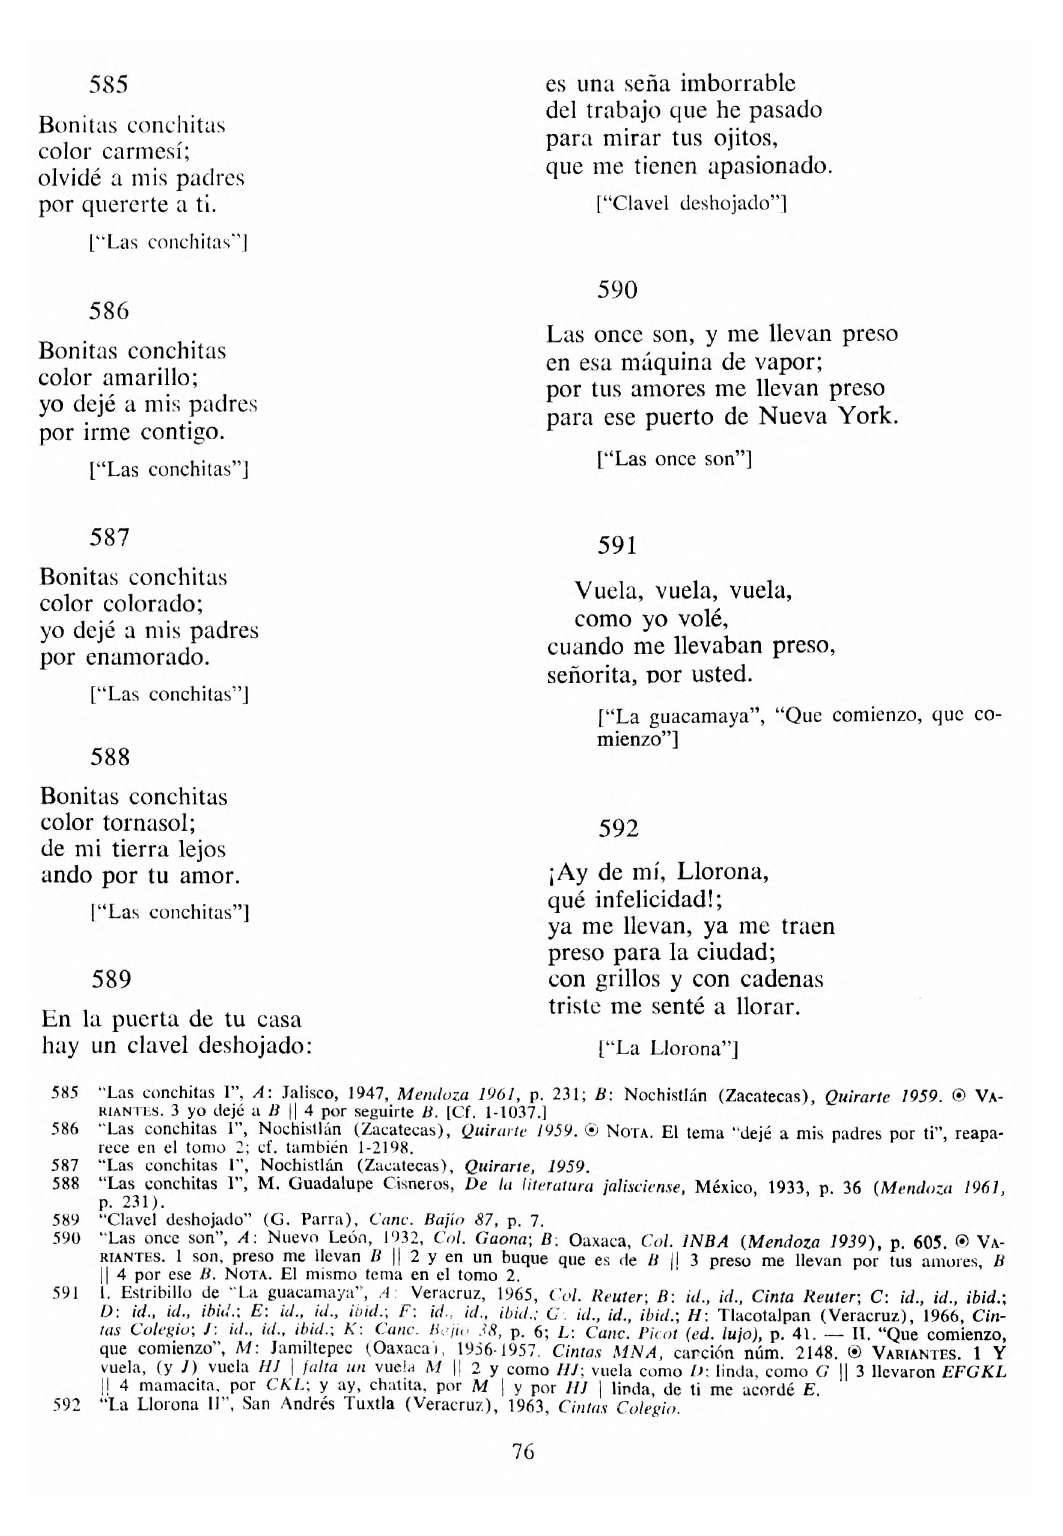 585
Bonitas conchitas
color carmesí;
olvidé a mis padres
por quererte a ti.
[“Las conchitas”]
586
Bonitas conchitas
color amarillo;
yo dejé a mis padres
por irme contigo.
[“Las conchitas”]
587
Bonitas conchitas
color colorado;
yo dejé a mis padres
por enamorado.
[“Las conchitas”]
588
Bonitas conchitas
color tornasol;
de mi tierra lejos
ando por tu amor.
[“Las conchitas”]
589
En la puerta de tu casa
hay un clavel deshojado:
es una seña imborrable
del trabajo que he pasado
para mirar tus ojitos,
que me tienen apasionado.
[“Clavel deshojado”]
590
Las once son, y me llevan preso
en esa máquina de vapor;
por tus amores me llevan preso
para ese puerto de Nueva York.
[“Las once son”]
591
Vuela, vuela, vuela,
como yo volé,
cuando me llevaban preso,
señorita, por usted.
[“La guacamaya”, “Que comienzo, que co-
mienzo”]
592
¡Ay de mí, Llorona,
qué infelicidad!;
ya me llevan, ya me traen
preso para la ciudad;
con grillos y con cadenas
triste me senté a llorar.
[“La Llorona”]
585 “Las conchitas I”, A: Jalisco, 1947, Mendoza 1961, p. 231; B: Nochistlán (Zacatecas), Quirarte 1959. ⊙ VA-
RIANTES. 3 yo dejé a B || 4 por seguirte B. [Cf. 1-1037.]
586 “Las conchitas I”, Nochistlán (Zacatecas), Quirarte 1959. ⊙ NOTA. El tema “dejé a mis padres por ti”, reapa-
rece en el tomo 2; cf. también 1-2198.
587 “Las conchitas I”, Nochistlán (Zacatecas), Quirarte, 1959.
588 “Las conchitas I”, M. Guadalupe Cisneros, De la literatura jalisciense, México, 1933, p. 36 (Mendoza 1961,
p. 231).
589 “Clavel deshojado” (G. Parra), Canc. Bajío 87, p. 7.
590 “Las once son”, A: Nuevo León, 1932, Col. Gaona; B: Oaxaca, Col. INBA (Mendoza 1939), p. 605. ⊙ VA-
RIANTES. 1 son, preso me llevan B || 2 y en un buque que es de B || 3 preso me llevan por tus amores, B
|| 4 por ese B. NOTA. El mismo tema en el tomo 2.
591 I. Estribillo de “La guacamaya”, A: Veracruz, 1965, Col. Reuter; B: id., id., Cinta Reuter; C: id., id., ibid.;
D: id., id., ibid.; E: id., id., ibid.; F: id., id., ibid.; G: id., id., ibid.; H: Tlacotalpan (Veracruz), 1966, Cin-
tas Colegio; J: id., id., ibid.; K: Canc. Bajío 38, p. 6; L: Canc. Picot (ed. lujo), p. 41. — II. “Que comienzo,
que comienzo”, M: Jamiltepec (Oaxaca), 1956-1957. Cintas MNA, carción núm. 2148. ⊙ VARIANTES. 1 Y
vuela, (y J) vuela HJ | falta un vuela M || 2 y como HJ; vuela como D; linda, como G || 3 llevaron EFGKL
|| 4 mamacita, por CKL; y ay, chatita, por M | y por HJ | linda, de ti me acordé E.
592 “La Llorona II”, San Andrés Tuxtla (Veracruz), 1963, Cintas Colegio.
76